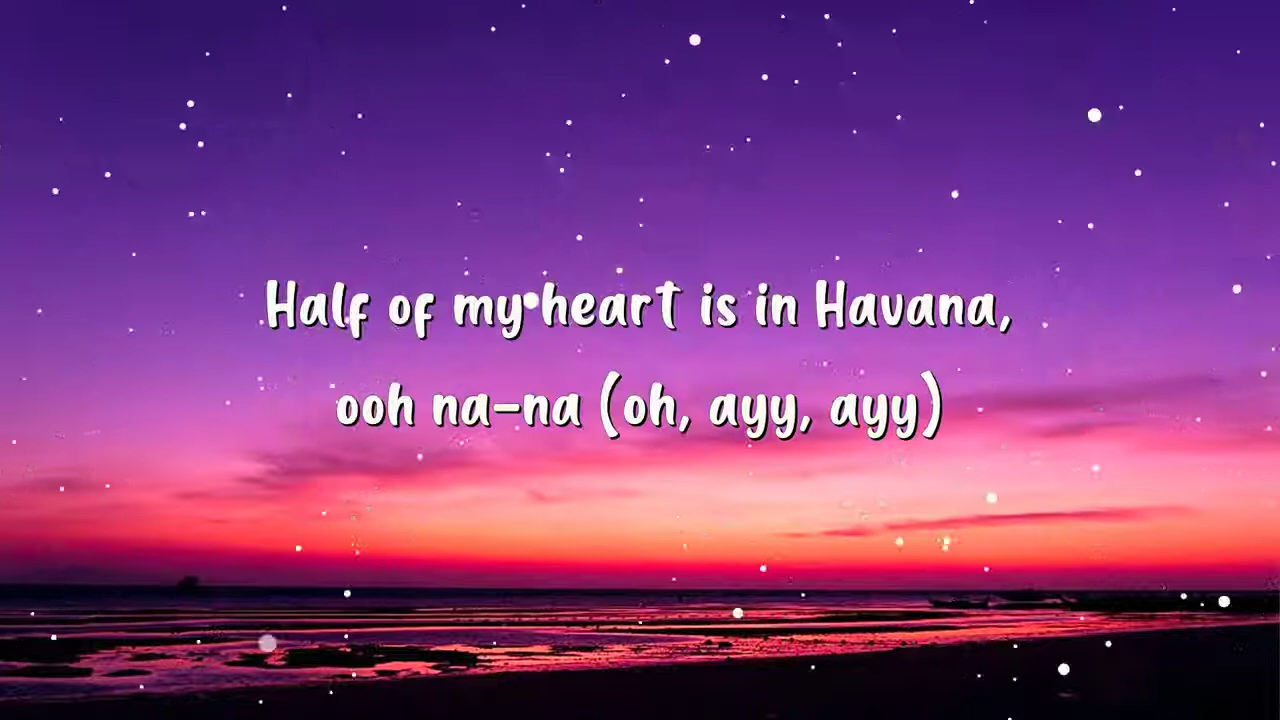 Half of my heart is in Havana,
ooh na-na (oh, ayy, ayy)